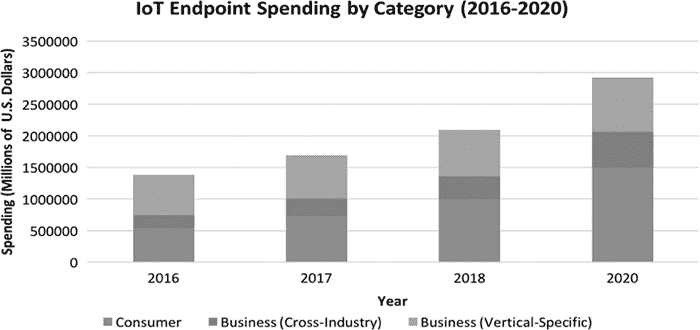 IoT Endpoint Spending by Category (2016-2020)
Spending (Millions of U.S. Dollars)
3500000
3000000
2500000
2000000
1500000
1000000
500000
0
2016 2017 2018 2020
Year
Consumer Business (Cross-Industry) Business (Vertical-Specific)